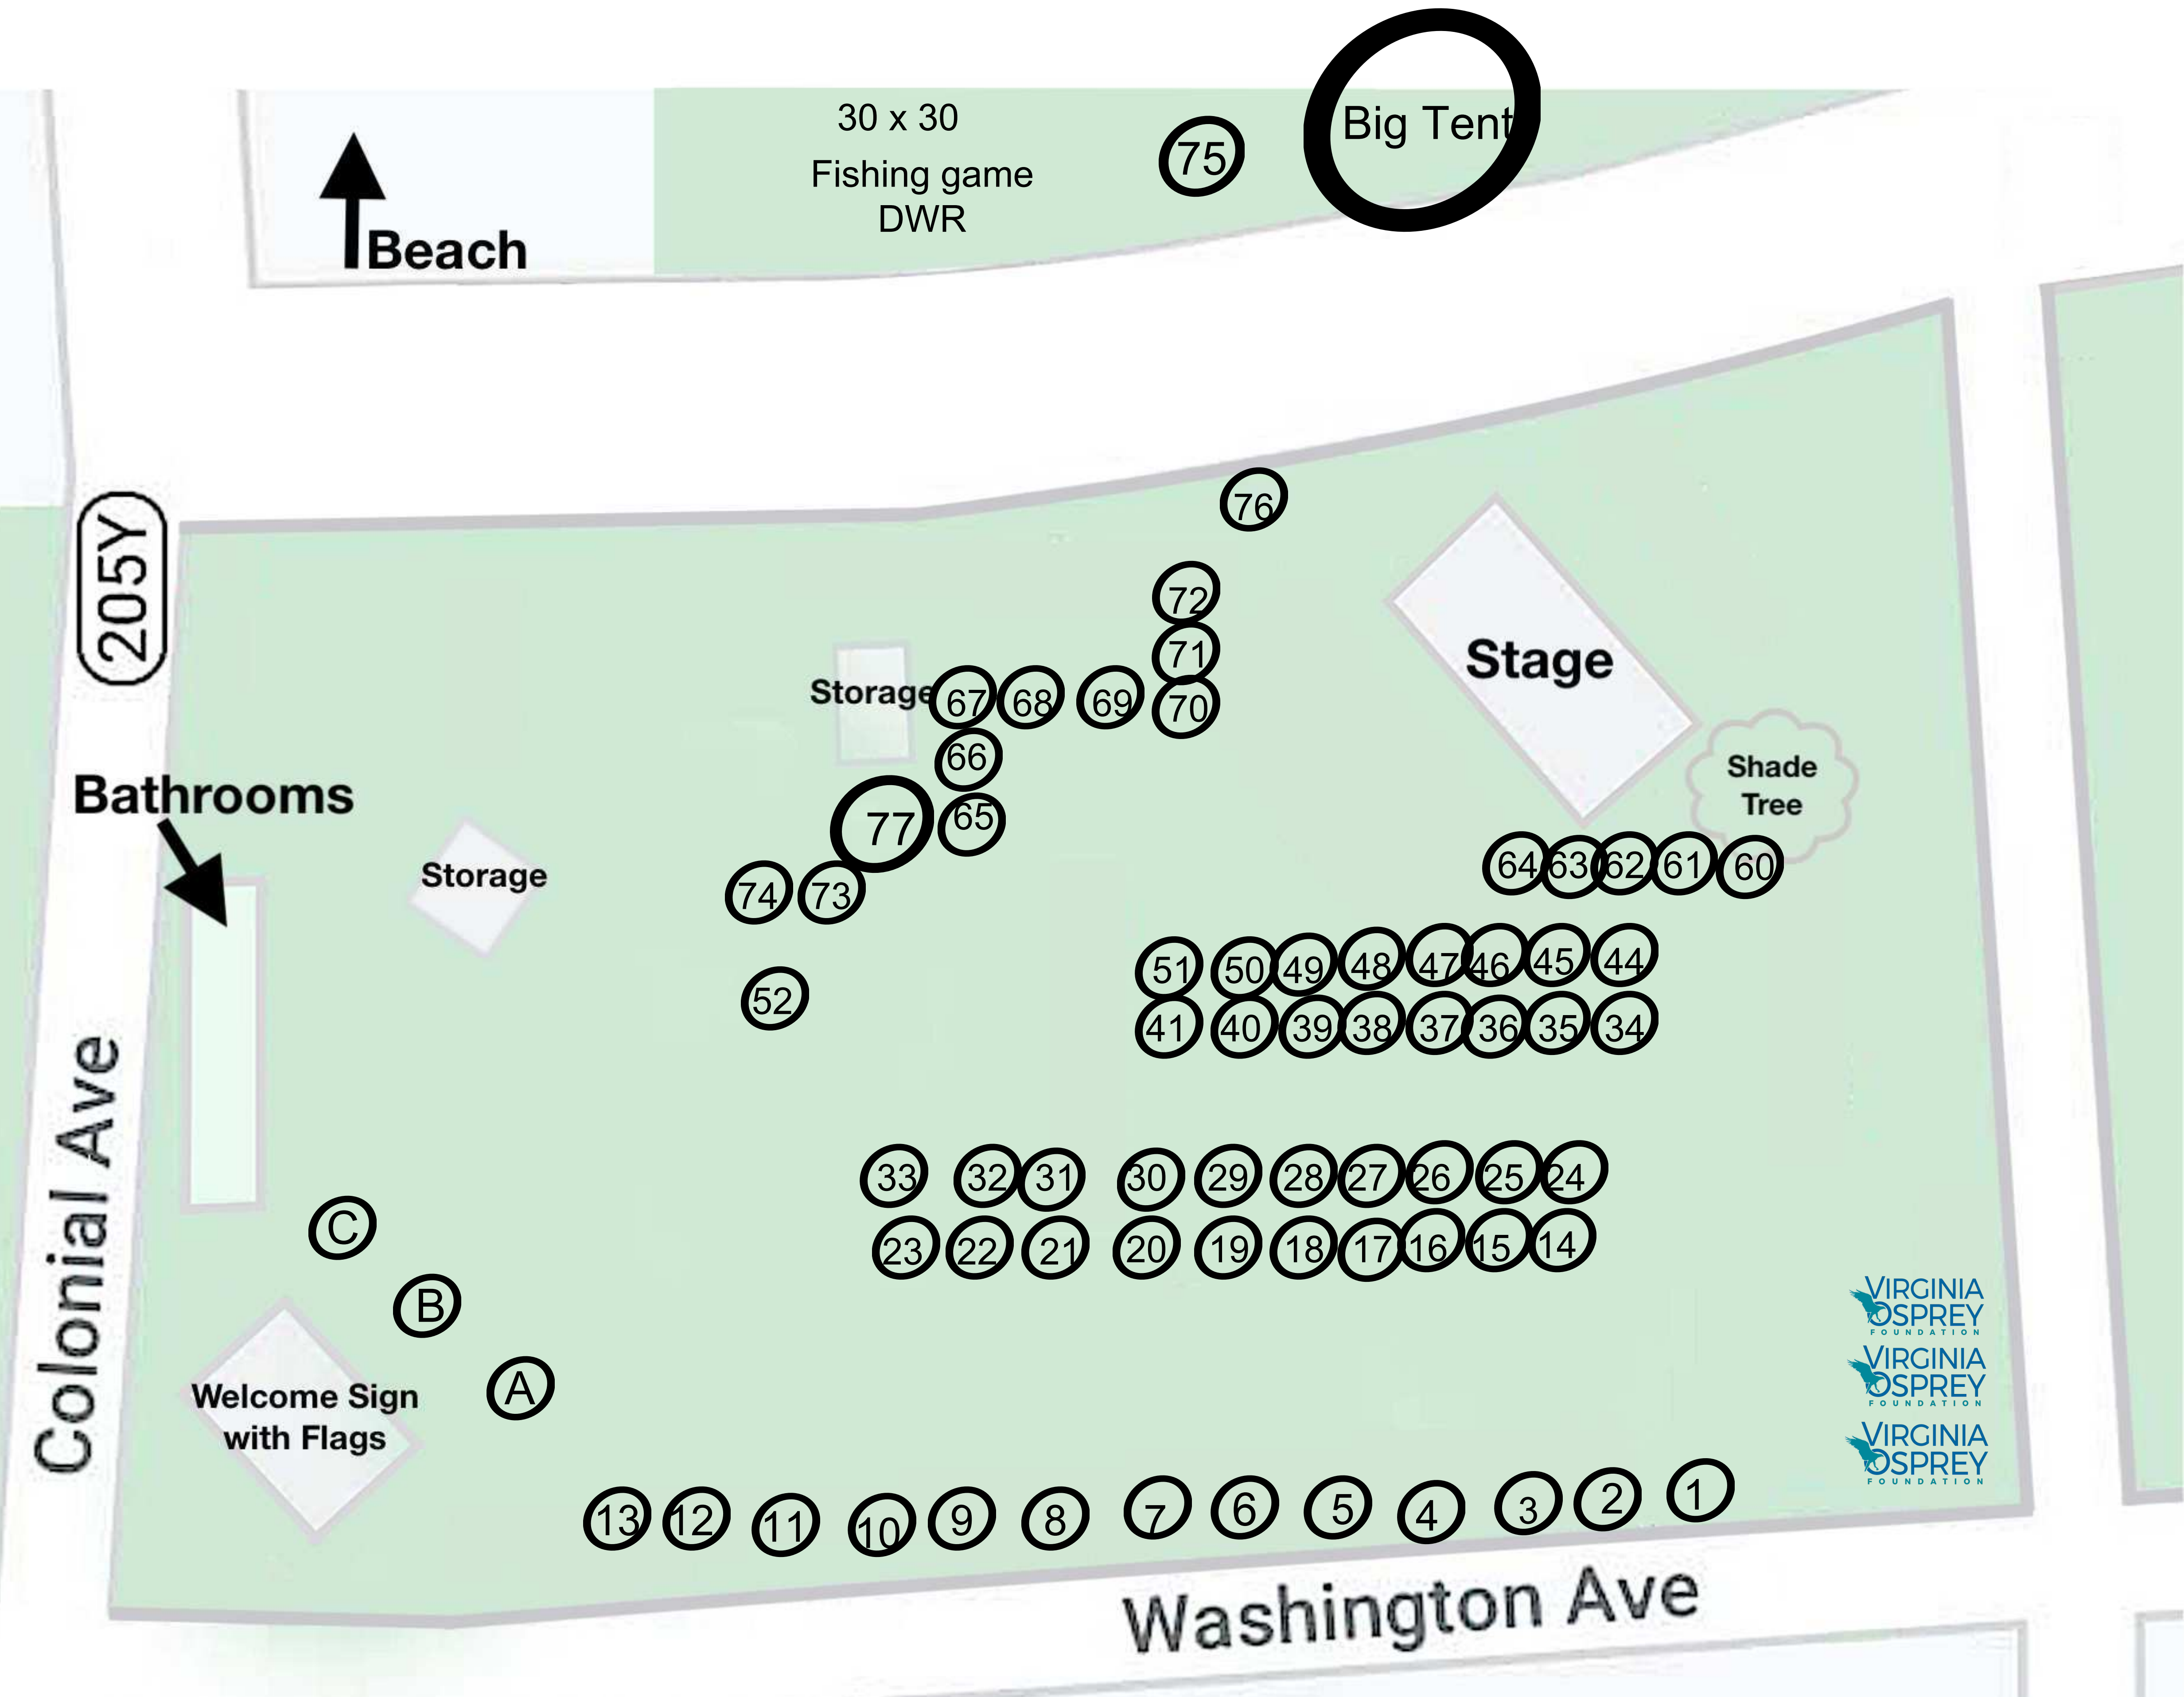 30 x 30
Fishing game
DWR
75
Big Tent
Beach
205Y
76
72
71
Stage
Storage
67 68 69 70
66
Shade
Tree
77 65
Bathrooms
Storage
74 73
64 63 62 61 60
52
51 50 49 48 47 46 45 44
41 40 39 38 37 36 35 34
Colonial Ave
33 32 31 30 29 28 27 26 25 24
23 22 21 20 19 18 17 16 15 14
C
B
A
Welcome Sign
with Flags
VIRGINIA
OSPREY
FOUNDATION
VIRGINIA
OSPREY
FOUNDATION
VIRGINIA
OSPREY
FOUNDATION
13 12 11 10 9 8 7 6 5 4 3 2 1
Washington Ave